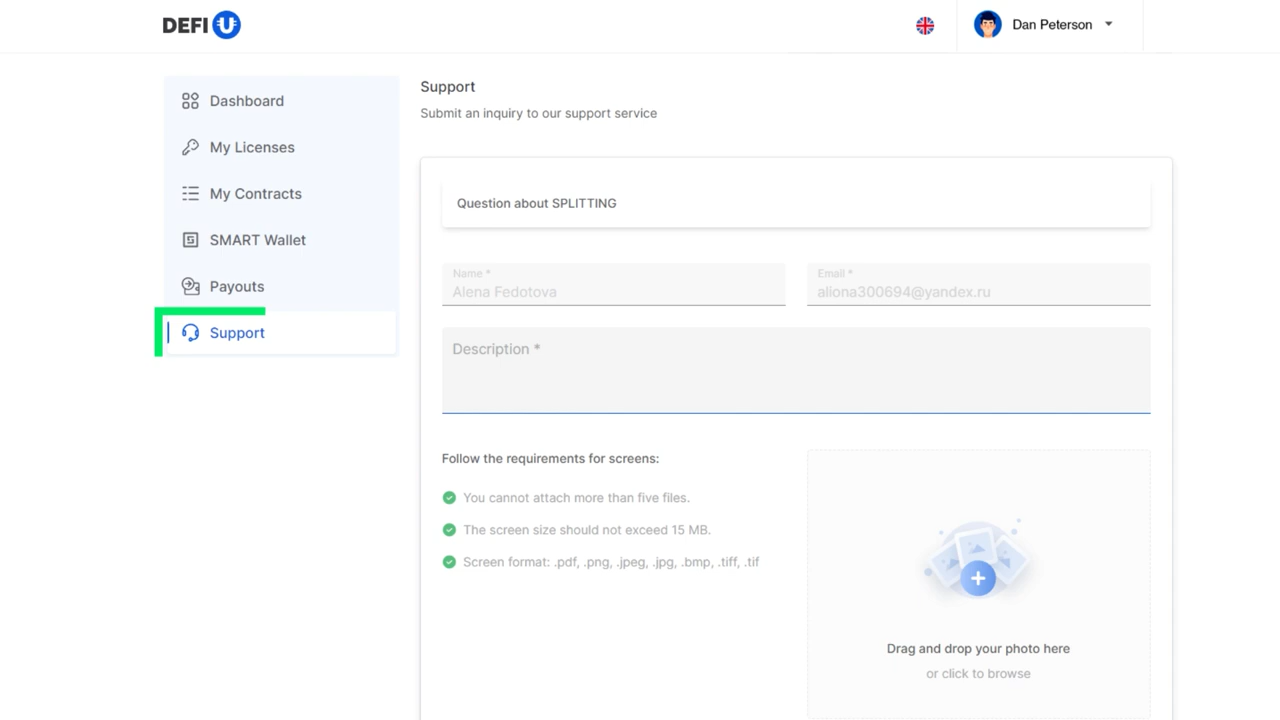 DEFI U
Dan Peterson
Dashboard
My Licenses
My Contracts
SMART Wallet
Payouts
Support
Support
Submit an inquiry to our support service
Question about SPLITTING
Name *
Alena Fedotova
Email *
aliona300694@yandex.ru
Description *
Follow the requirements for screens:
You cannot attach more than five files.
The screen size should not exceed 15 MB.
Screen format: .pdf, .png, .jpeg, .jpg, .bmp, .tiff, .tif
Drag and drop your photo here
or click to browse